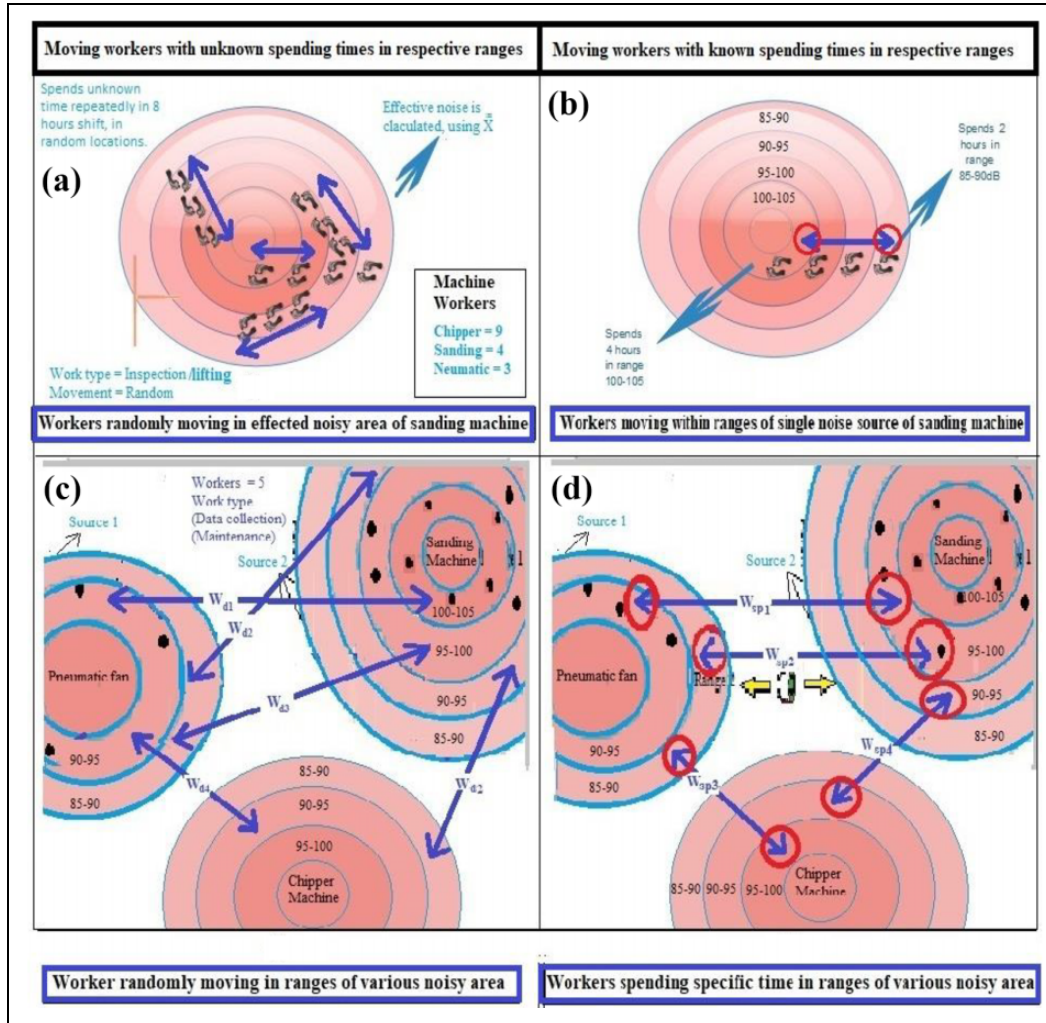 Moving workers with unknown spending times in respective ranges
Moving workers with known spending times in respective ranges
(a)
Spends unknown
time repeatedly in 8
hours shift, in
random locations.
Effective noise is
claculated, using X̿
Machine
Workers
Chipper = 9
Sanding = 4
Neumatic = 3
Work type = Inspection/lifting
Movement = Random
Workers randomly moving in effected noisy area of sanding machine
(b)
85-90
90-95
95-100
100-105
Spends 2
hours in
range
85-90dB
Spends
4 hours
in range
100-105
Workers moving within ranges of single noise source of sanding machine
(c)
Workers = 5
Work type
(Data collection)
(Maintenance)
Source 1
Source 2
Sanding
Machine
1
100-105
95-100
90-95
85-90
Pneumatic fan
90-95
85-90
Wd1
Wd2
Wd3
Wd4
Wd2
85-90
90-95
95-100
Chipper
Machine
Worker randomly moving in ranges of various noisy area
(d)
Source 1
Source 2
Sanding
Machine
1
100-105
95-100
90-95
85-90
Pneumatic fan
Range
90-95
85-90
Wsp1
Wsp2
Wsp3
Wsp4
85-90 90-95 95-100
Chipper
Machine
Workers spending specific time in ranges of various noisy area